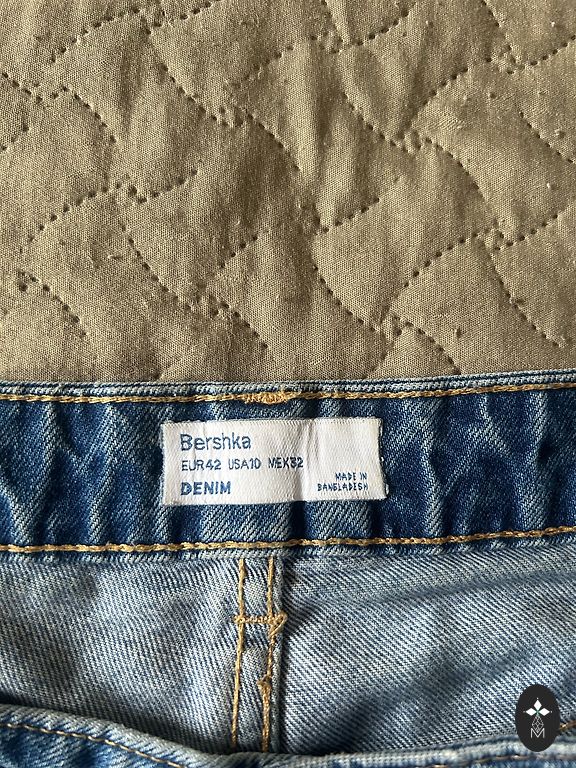 Bershka
EUR42 USA10 MEX32
DENIM
MADE IN
BANGLADESH
M